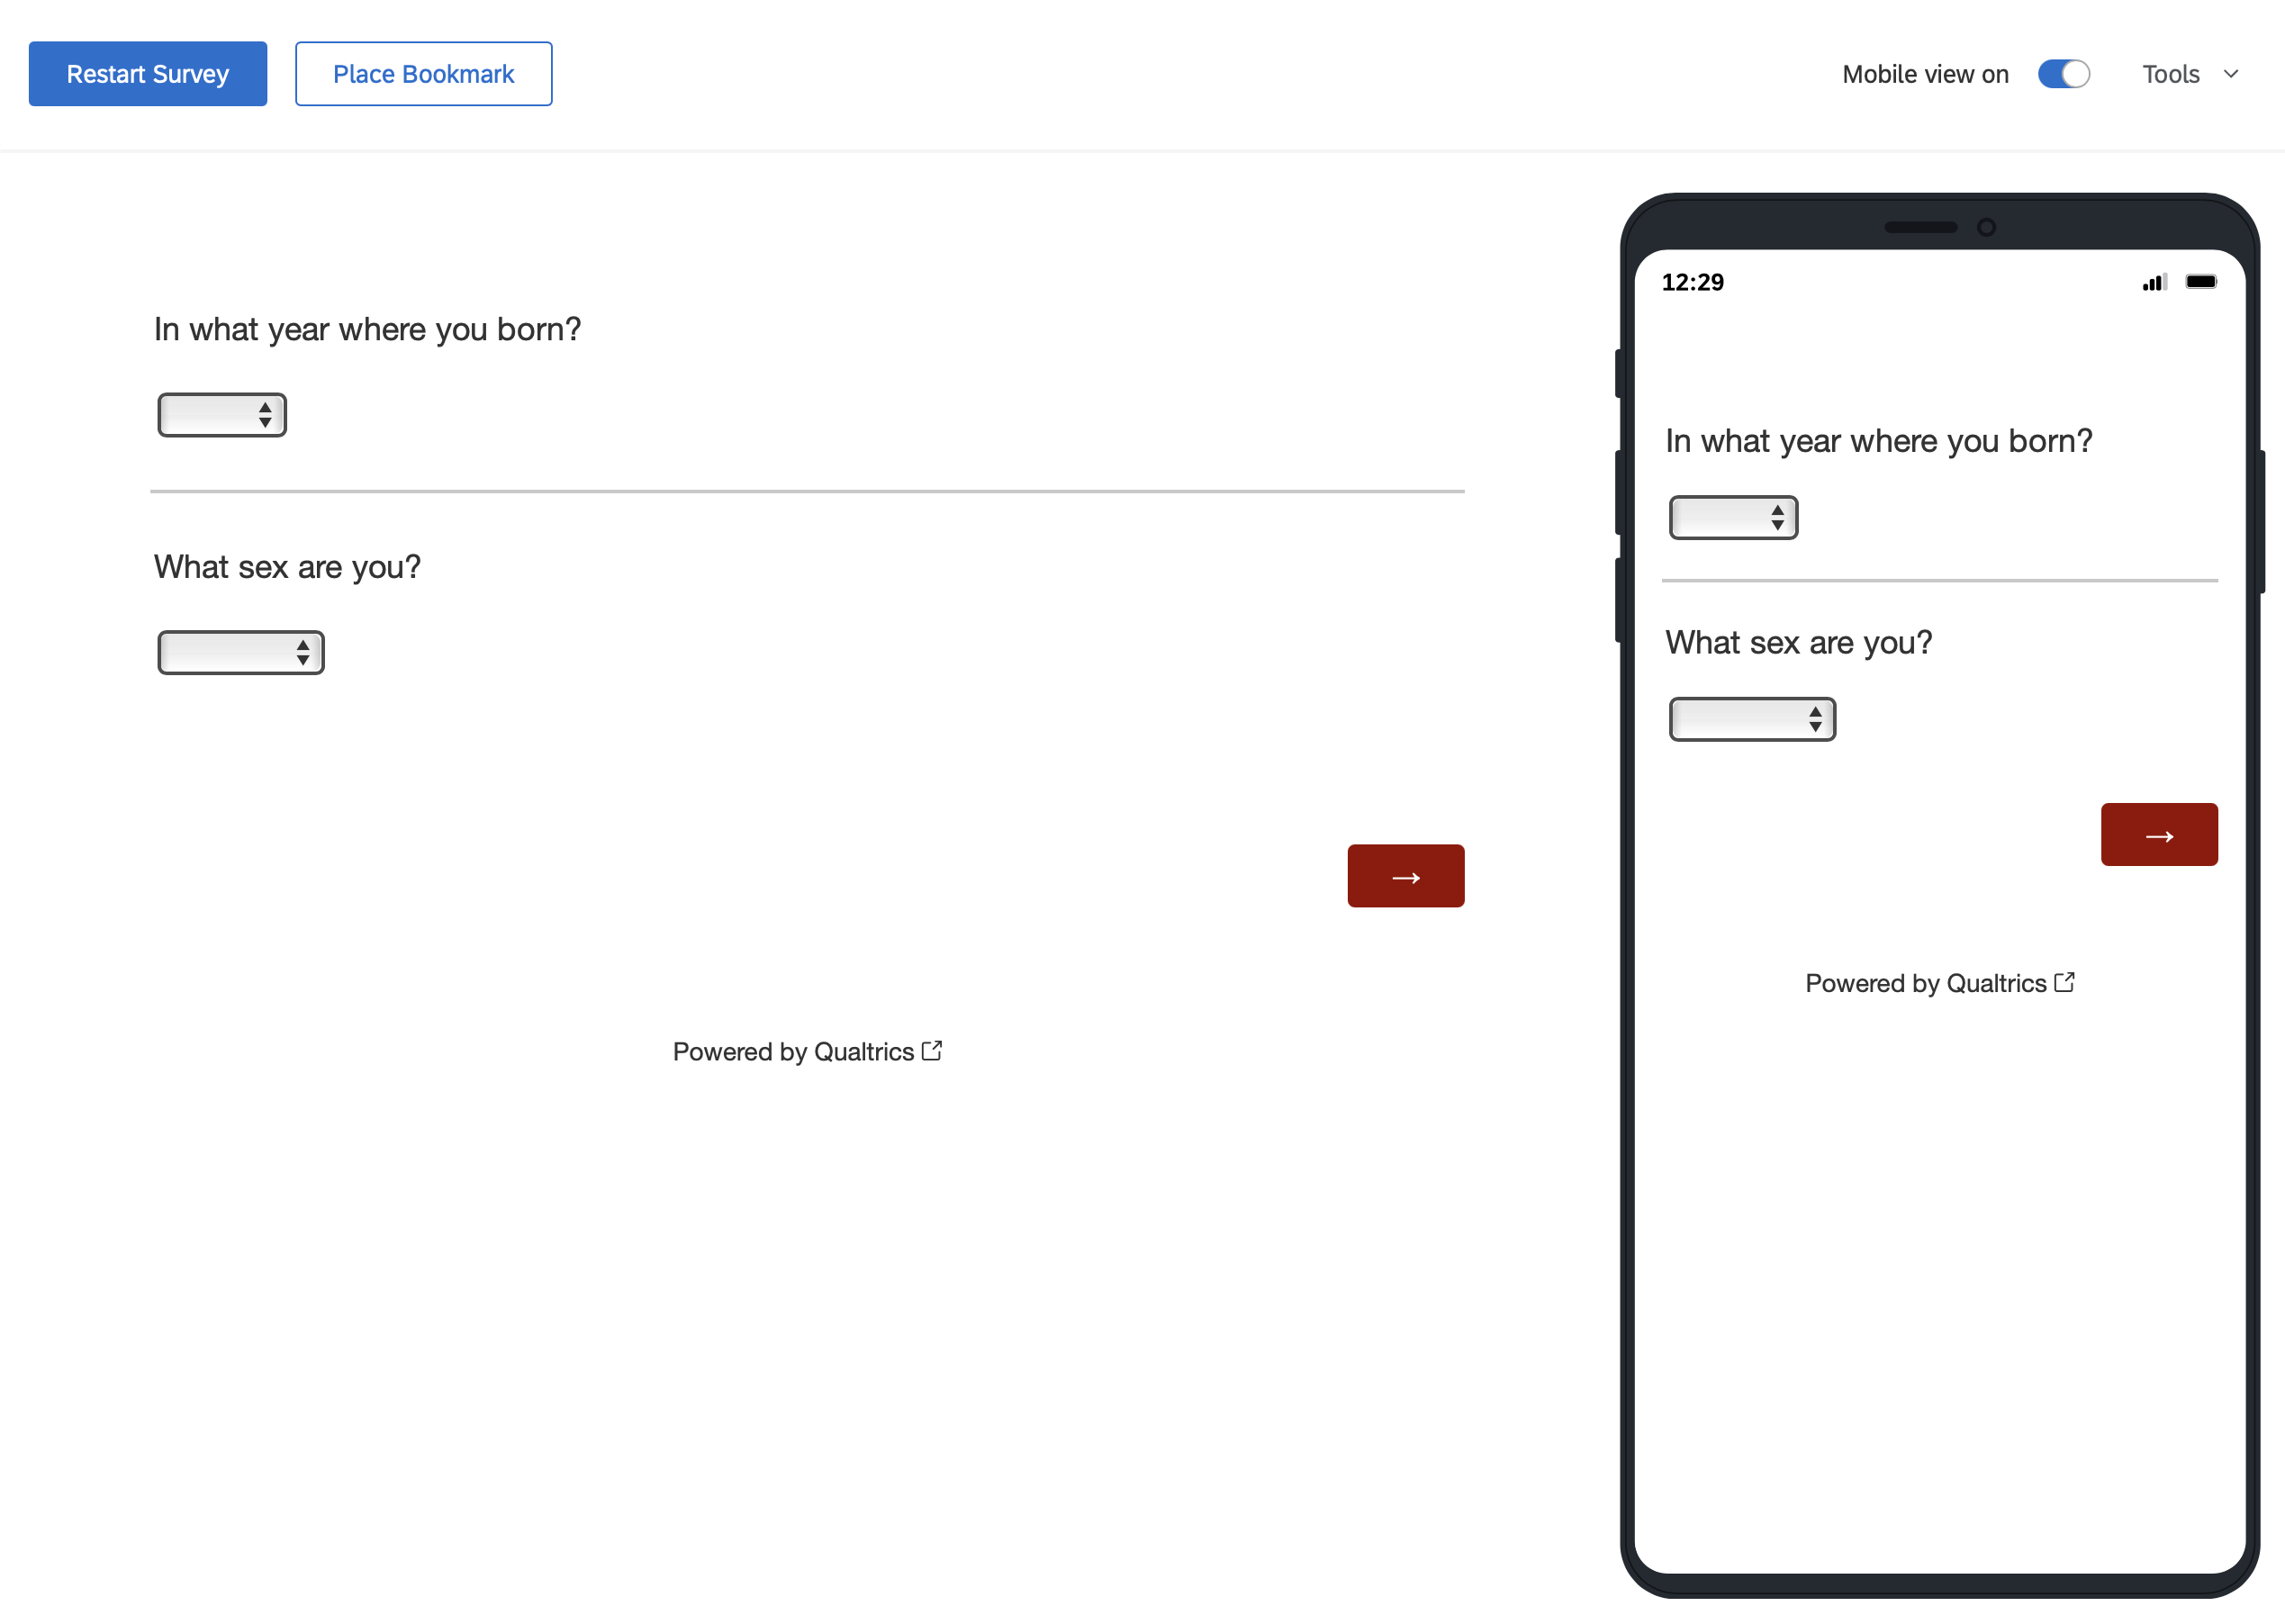 Restart Survey
Place Bookmark
Mobile view on
Tools
In what year where you born?
What sex are you?
→
Powered by Qualtrics
12:29
In what year where you born?
What sex are you?
→
Powered by Qualtrics